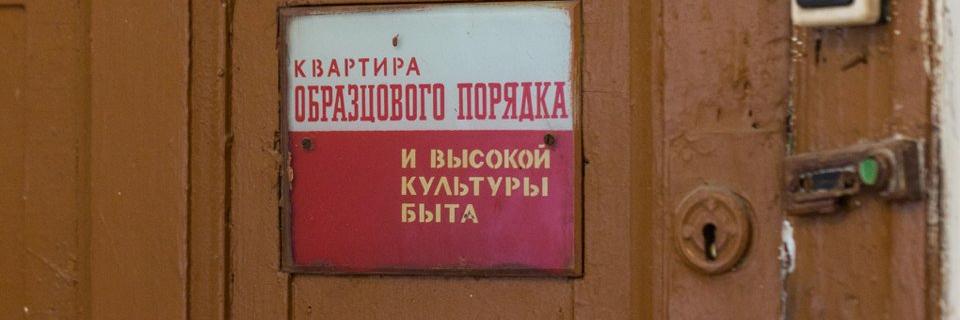 КВАРТИРА
ОБРАЗЦОВОГО ПОРЯДКА
И ВЫСОКОЙ
КУЛЬТУРЫ
БЫТА